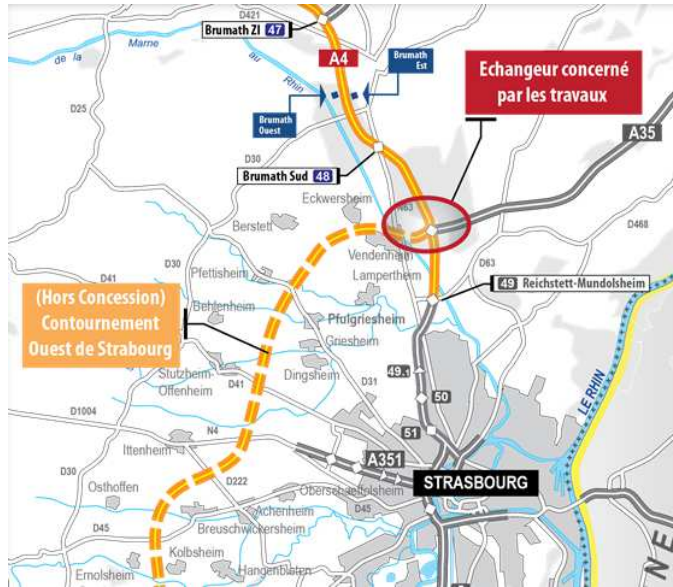 D421
Brumath ZI 47
de la
Marne
au
Rhin
A4
Brumath
Est
Brumath
Ouest
Echangeur concerné
par les travaux
A35
D25
D30
Brumath Sud 48
Eckwersheim
N63
D468
Berstett
Vendenheim
D63
Lampertheim
D41
D30
Pfettisheim
49 Reichstett-Mundolsheim
(Hors Concession)
Contournement
Ouest de Strabourg
Behlenheim
Pfulgriesheim
Griesheim
49.1
LE RHIN
Stutzheim-
Offenheim
D41
Dingsheim
D31
50
D1004
N4
51
Ittenheim
A351
D30
D222
STRASBOURG
Osthoffen
Oberschaeffolsheim
Achenheim
D45
Breuschwickersheim
D45
Kolbsheim
Ernolsheim
Hangenbieten
N E